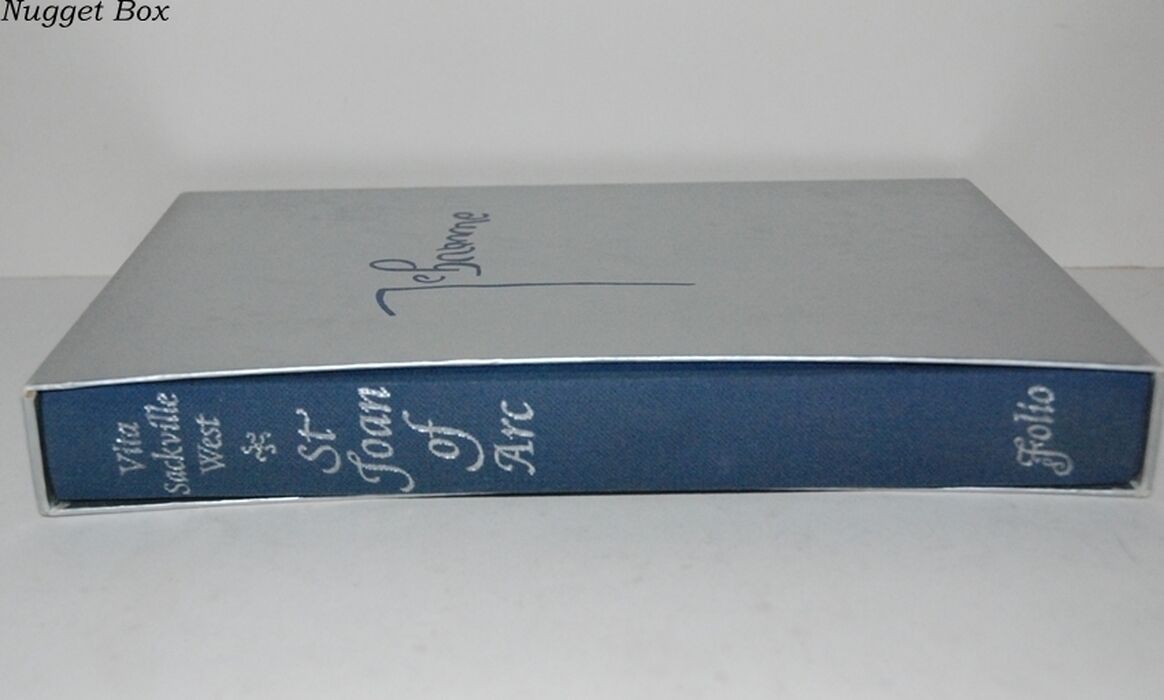 Nugget Box
Jehanne
Vita
Sackville
West
St
Joan
of
Arc
Folio